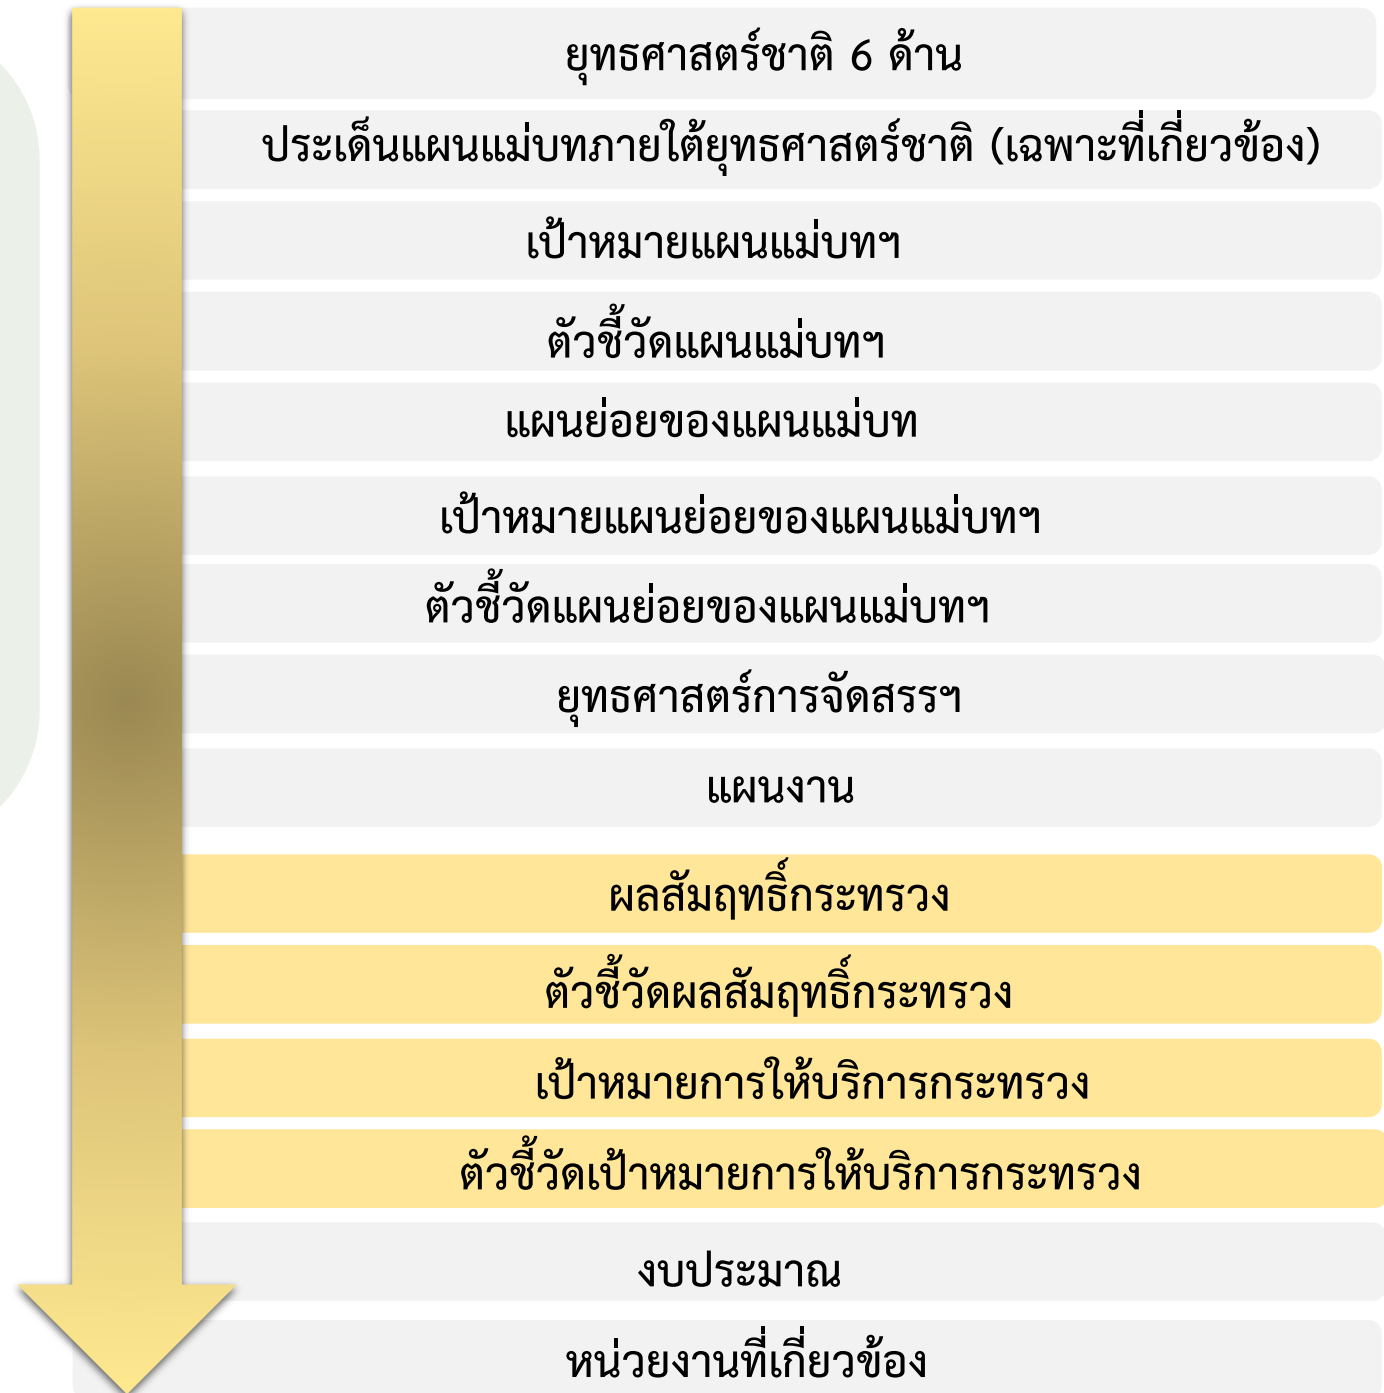 ยุทธศาสตร์ชาติ 6 ด้าน
ประเด็นแผนแม่บทภายใต้ยุทธศาสตร์ชาติ (เฉพาะที่เกี่ยวข้อง)
เป้าหมายแผนแม่บทฯ
ตัวชี้วัดแผนแม่บทฯ
แผนย่อยของแผนแม่บท
เป้าหมายแผนย่อยของแผนแม่บทฯ
ตัวชี้วัดแผนย่อยของแผนแม่บทฯ
ยุทธศาสตร์การจัดสรรฯ
แผนงาน
ผลสัมฤทธิ์กระทรวง
ตัวชี้วัดผลสัมฤทธิ์กระทรวง
เป้าหมายการให้บริการกระทรวง
ตัวชี้วัดเป้าหมายการให้บริการกระทรวง
งบประมาณ
หน่วยงานที่เกี่ยวข้อง